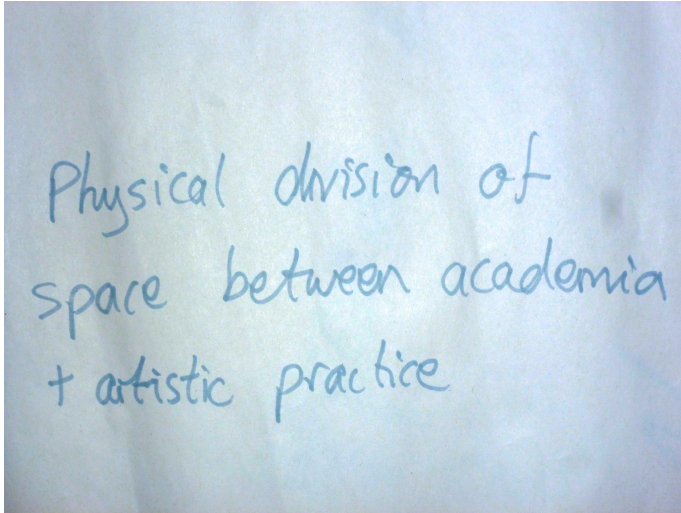 Physical division of
space between academia
+ artistic practice